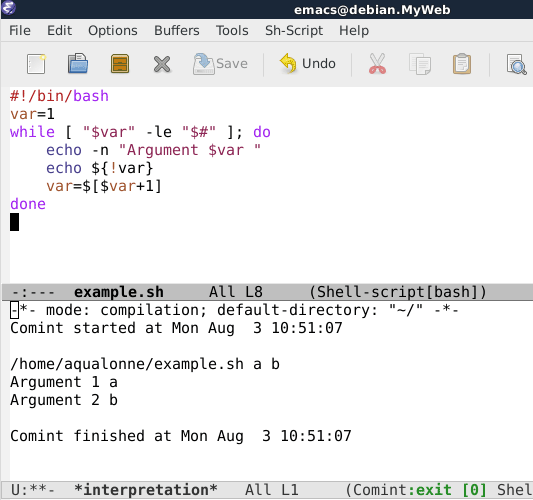 emacs@debian.MyWeb
File Edit Options Buffers Tools Sh-Script Help
Save Undo
#!/bin/bash
var=1
while [ "$var" -le "$#" ]; do
    echo -n "Argument $var "
    echo ${!var}
    var=$[$var+1]
done
-:--- example.sh All L8 (Shell-script[bash])
-*- mode: compilation; default-directory: "~/" -*-
Comint started at Mon Aug  3 10:51:07
/home/aqualonne/example.sh a b
Argument 1 a
Argument 2 b
Comint finished at Mon Aug  3 10:51:07
U:**- *interpretation* All L1 (Comint:exit [0] Shel